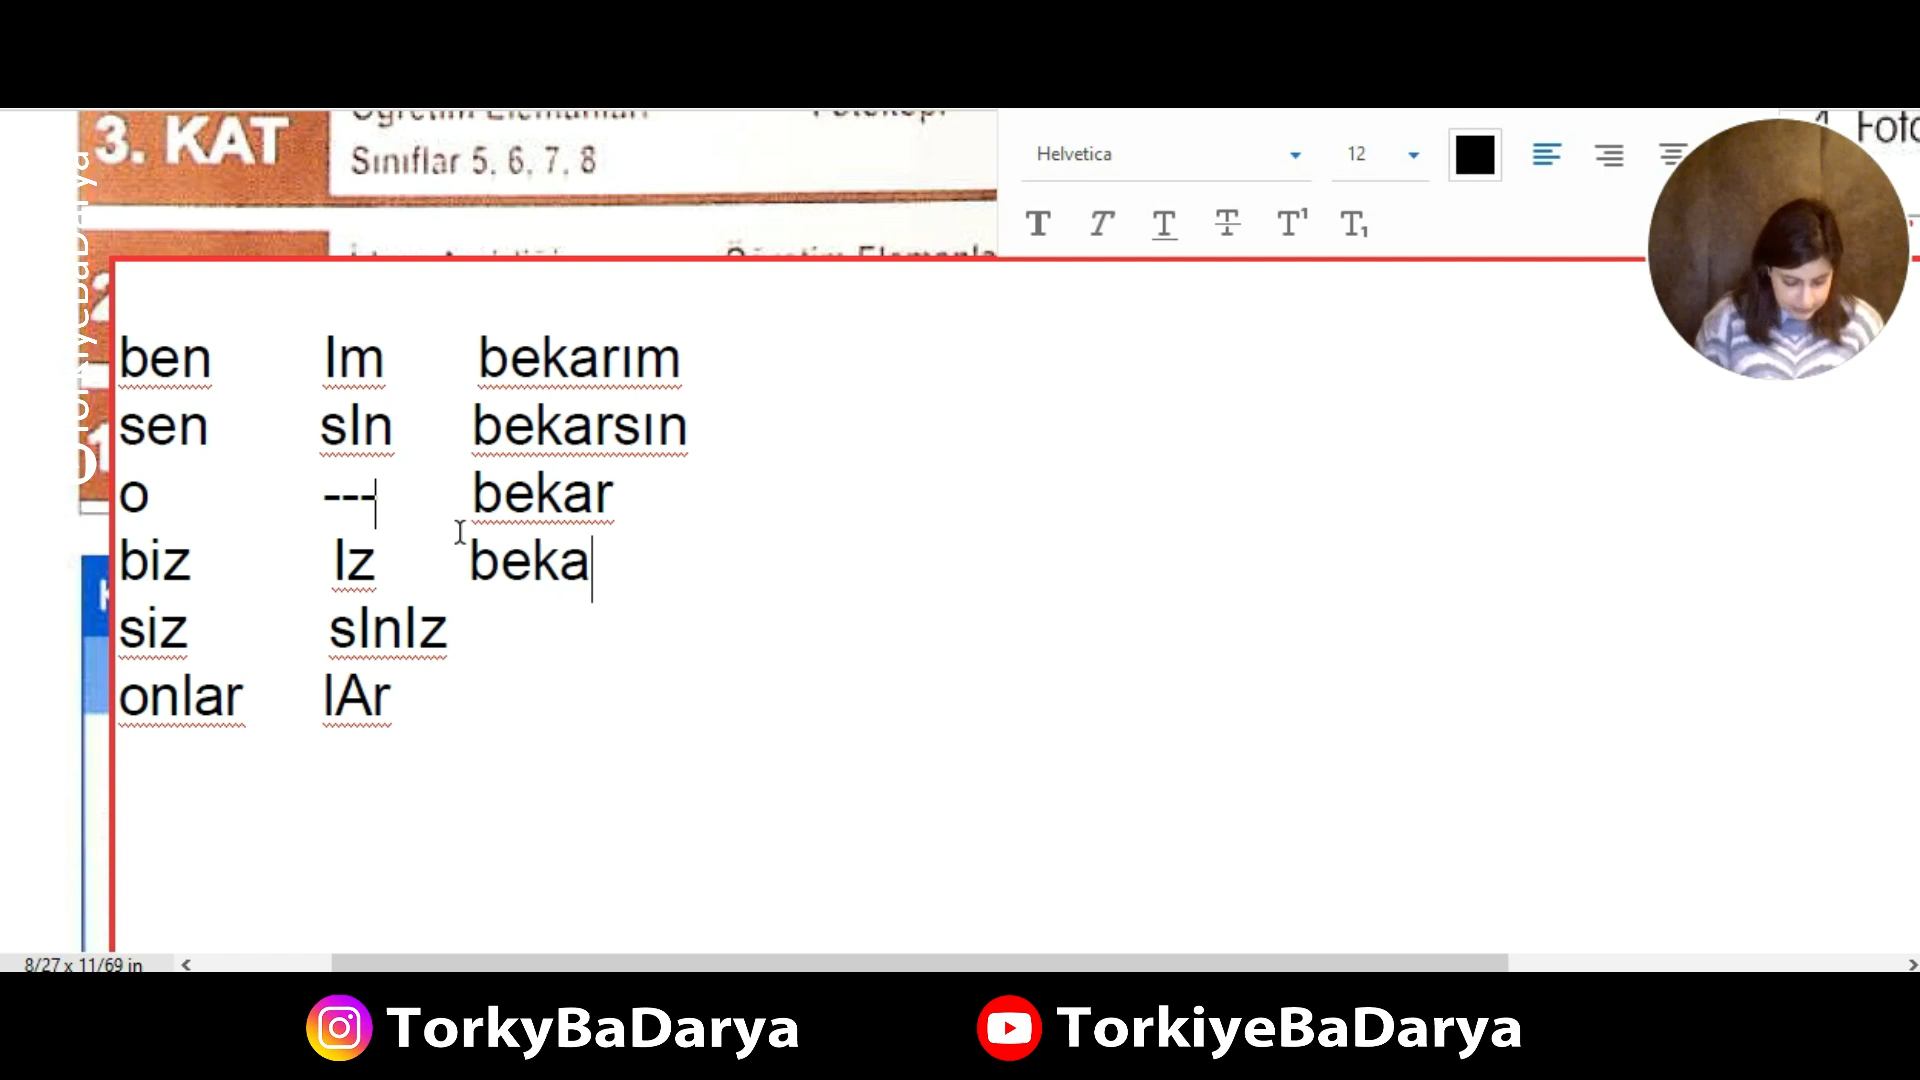 3. KAT
Sınıflar 5, 6, 7, 8
Helvetica 12
ben Im bekarım
sen sIn bekarsın
o --- bekar
biz Iz beka
siz sInIz
onlar lAr
8/27 x 11/69 in
TorkyBaDarya TorkiyeBaDarya